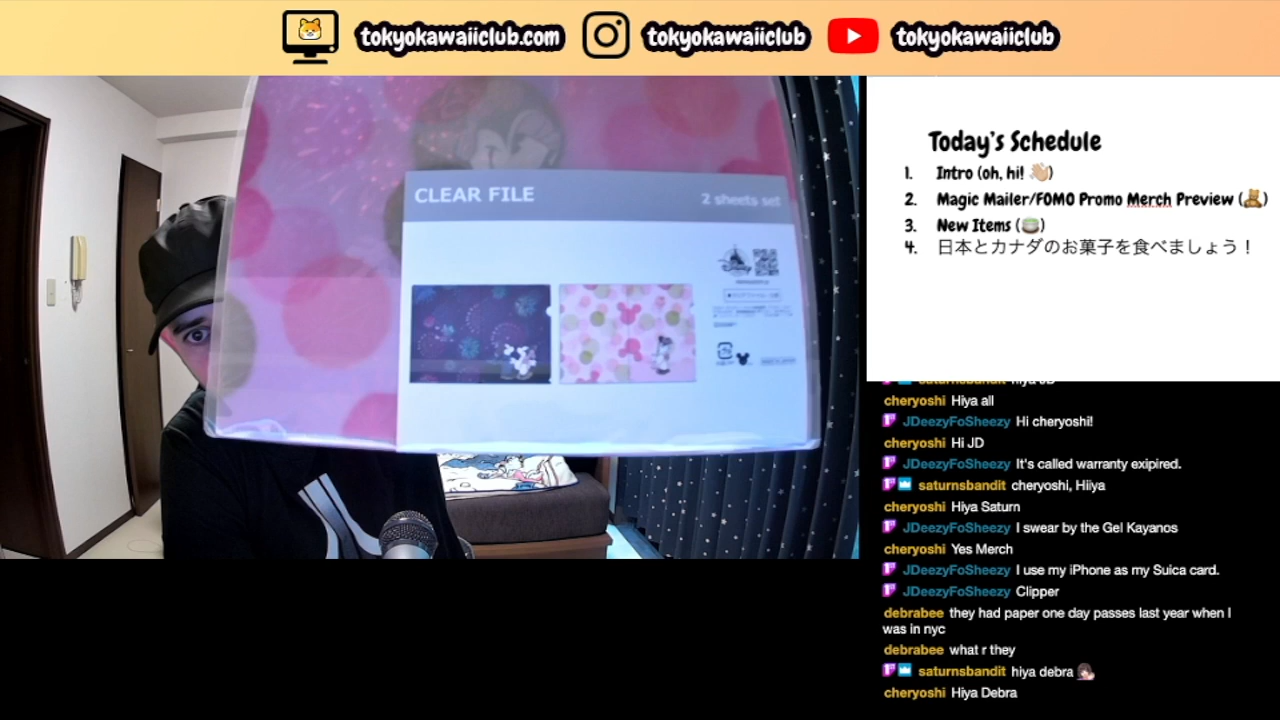 tokyokawaiiclub.com
tokyokawaiiclub
tokyokawaiiclub
CLEAR FILE
2 sheets set
Disney
Today's Schedule
1. Intro (oh, hi! 👋🏼)
2. Magic Mailer/FOMO Promo Merch Preview (🧸)
3. New Items (🍵)
4. 日本とカナダのお菓子を食べましょう！
saturnsbandit hiya JD
cheryoshi Hiya all
JDeezyFoSheezy Hi cheryoshi!
cheryoshi Hi JD
JDeezyFoSheezy It's called warranty exipired.
saturnsbandit cheryoshi, Hiiya
cheryoshi Hiya Saturn
JDeezyFoSheezy I swear by the Gel Kayanos
cheryoshi Yes Merch
JDeezyFoSheezy I use my iPhone as my Suica card.
JDeezyFoSheezy Clipper
debrabee they had paper one day passes last year when I
was in nyc
debrabee what r they
saturnsbandit hiya debra
cheryoshi Hiya Debra